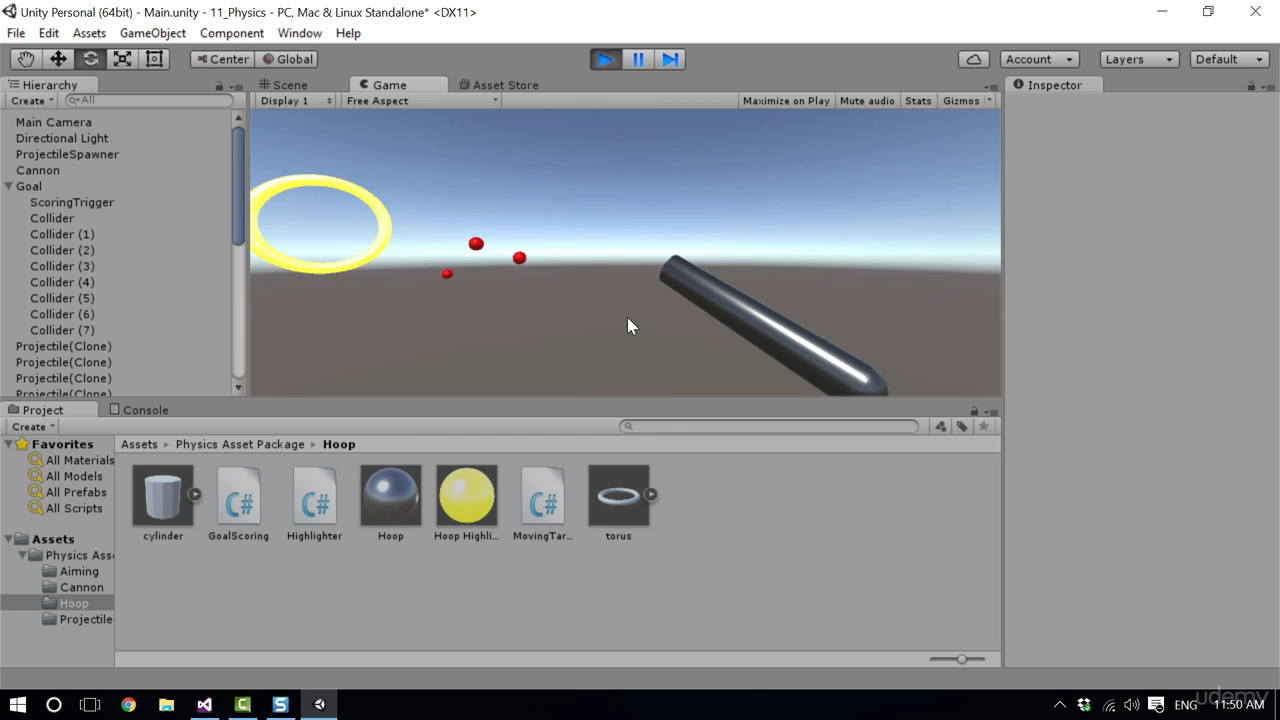 Unity Personal (64bit) - Main.unity - 11_Physics - PC, Mac & Linux Standalone* <DX11>
File Edit Assets GameObject Component Window Help
Center Global Account Layers Default
Hierarchy Scene Game Asset Store Inspector
Create All Display 1 Free Aspect Maximize on Play Mute audio Stats Gizmos
Main Camera
Directional Light
ProjectileSpawner
Cannon
Goal
ScoringTrigger
Collider
Collider (1)
Collider (2)
Collider (3)
Collider (4)
Collider (5)
Collider (6)
Collider (7)
Projectile(Clone)
Projectile(Clone)
Projectile(Clone)
Projectile(Clone)
Project Console
Create
Favorites
All Materials
All Models
All Prefabs
All Scripts
Assets
Physics Ass
Aiming
Cannon
Hoop
Projectile
Assets Physics Asset Package Hoop
cylinder GoalScoring Highlighter Hoop Hoop Highli... MovingTar... torus
udemy
ENG 11:50 AM